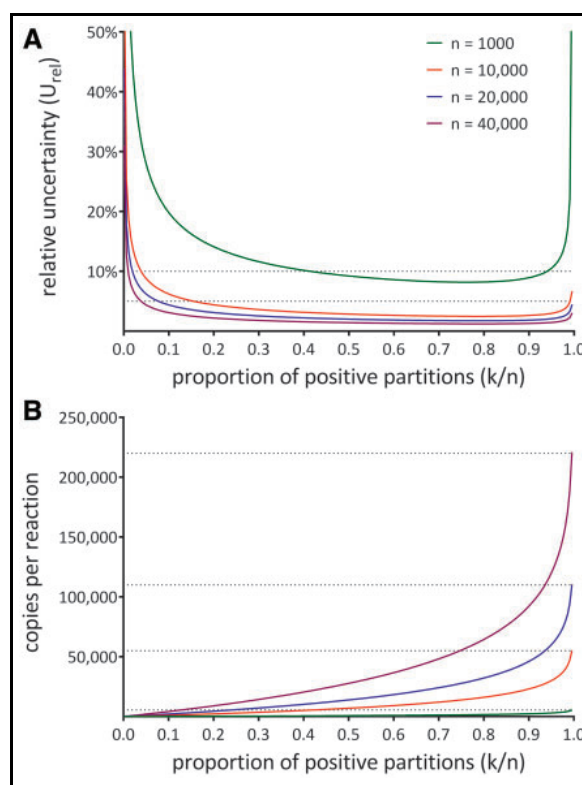 A
50%
40%
30%
20%
10%
relative uncertainty (Urel)
n = 1000
n = 10,000
n = 20,000
n = 40,000
0.0 0.1 0.2 0.3 0.4 0.5 0.6 0.7 0.8 0.9 1.0
proportion of positive partitions (k/n)
B
250,000
200,000
150,000
100,000
50,000
copies per reaction
0.0 0.1 0.2 0.3 0.4 0.5 0.6 0.7 0.8 0.9 1.0
proportion of positive partitions (k/n)